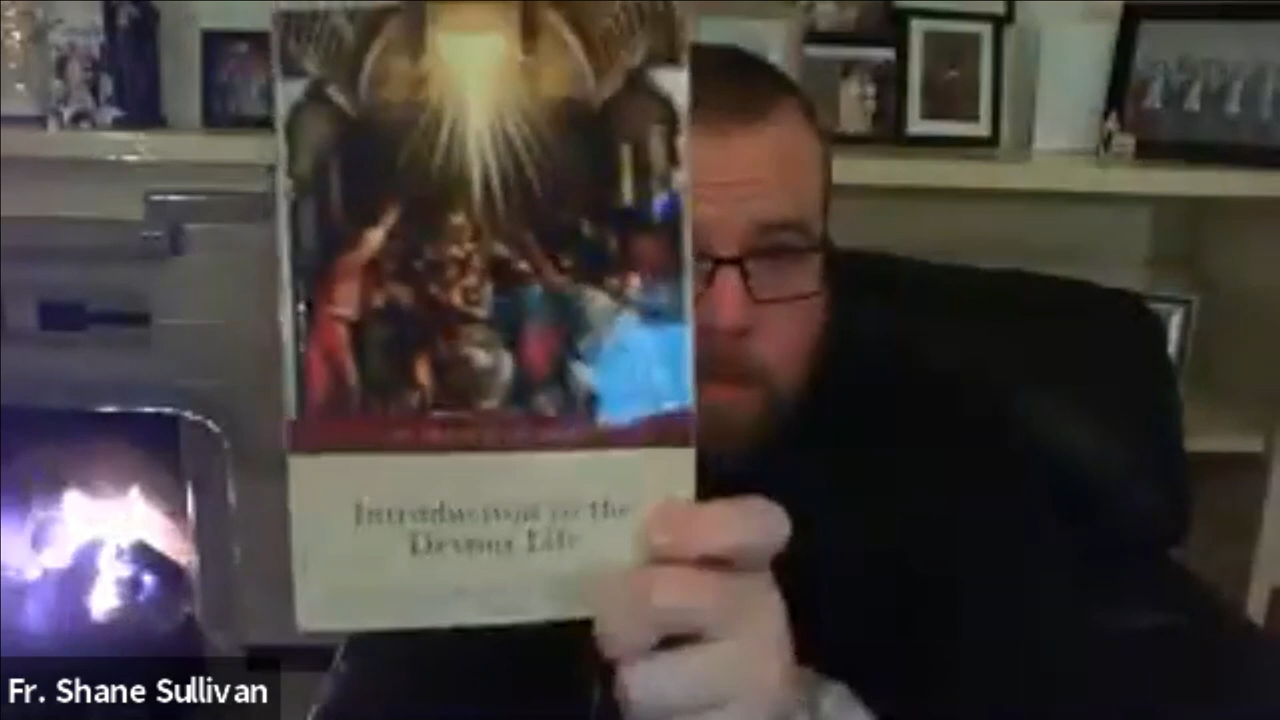 Introduction to the
Devout Life
Fr. Shane Sullivan